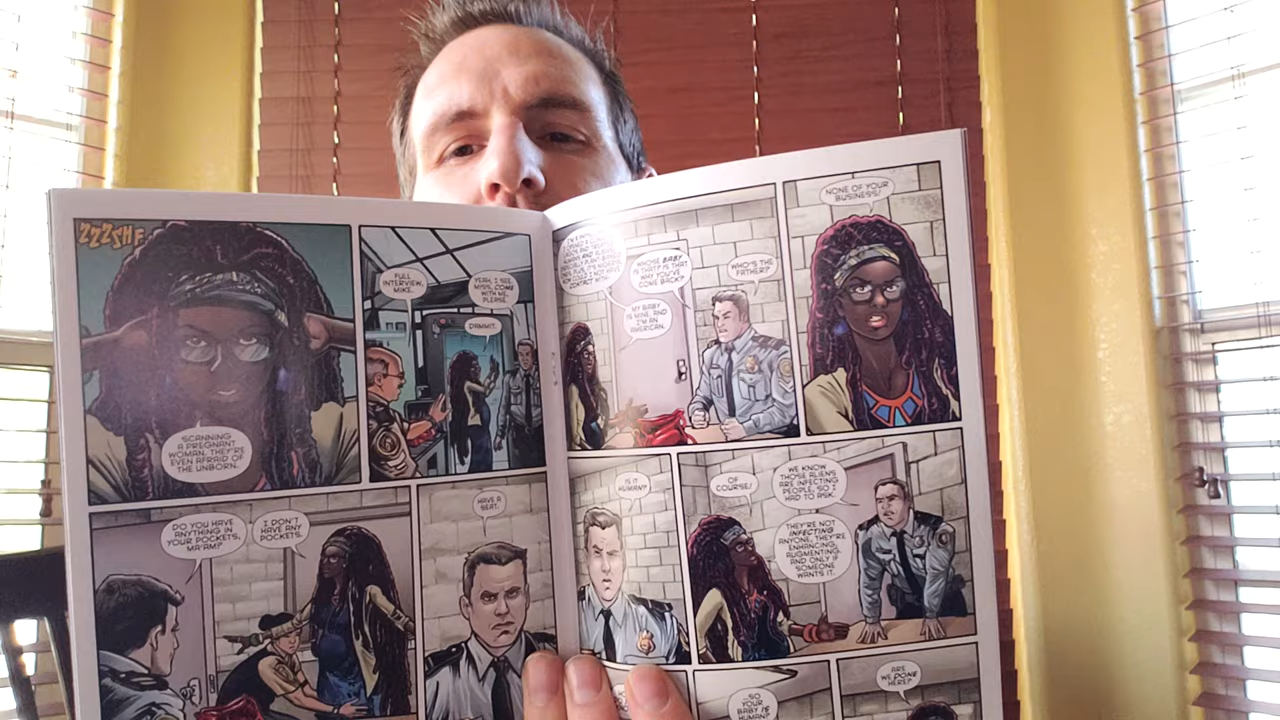 ZZZSHF
SCANNING
A PREGNANT
WOMAN. THEY'RE
EVEN AFRAID OF
THE UNBORN.
FULL
INTERVIEW,
MIKE.
YEAH, I SEE.
MISS, COME
WITH ME,
PLEASE.
DAMMIT.
DO YOU HAVE
ANYTHING IN
YOUR POCKETS,
MA'AM?
I DON'T
HAVE ANY
POCKETS.
HAVE A
SEAT.
CONTACT WITH
WHOSE BABY
IS THAT? IS THAT
WHY YOU'VE
COME BACK?
MY BABY
IS MINE, AND
I'M AN
AMERICAN.
WHO'S THE
FATHER?
NONE OF YOUR
BUSINESS!
IS IT
HUMAN?
OF
COURSE!
WE KNOW
THOSE ALIENS
ARE INFECTING
PEOPLE, SO I
HAD TO ASK.
THEY'RE NOT
INFECTING
ANYONE, THEY'RE
ENHANCING,
AUGMENTING,
AND ONLY IF
SOMEONE
WANTS IT.
...SO
YOUR
BABY IS
HUMAN?
ARE
WE DONE
HERE?